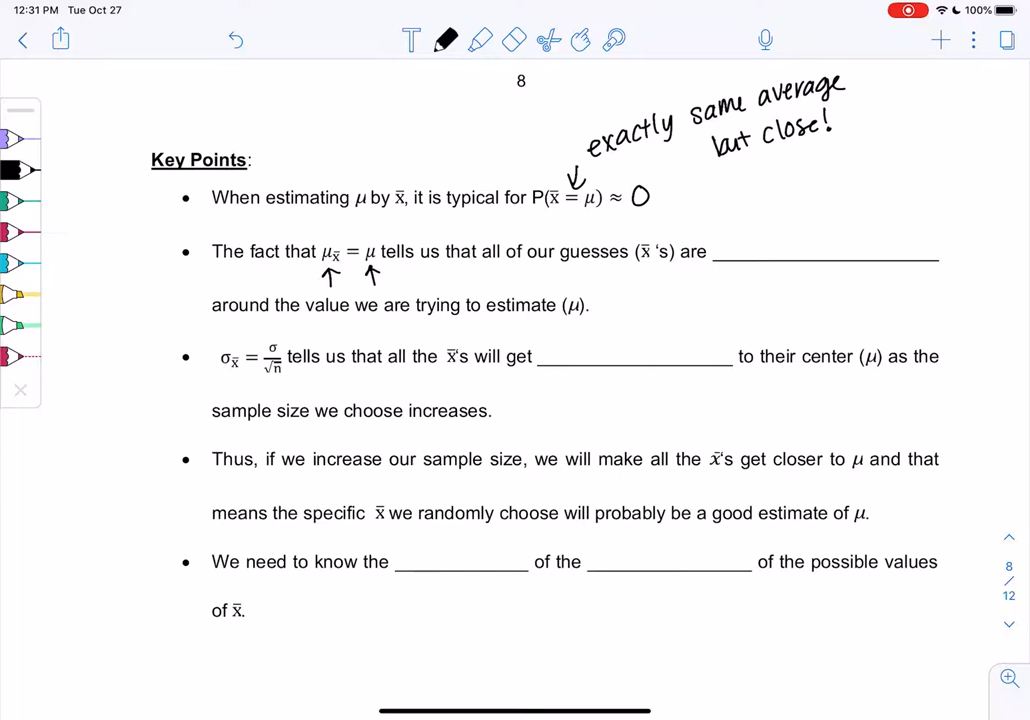 12:31 PM Tue Oct 27
100%
8
exactly same average
but close!
Key Points:
• When estimating μ by x̄, it is typical for P(x̄ = μ) ≈ 0
• The fact that μx̄ = μ tells us that all of our guesses (x̄ 's) are ____________
around the value we are trying to estimate (μ).
• σx̄ = σ/√n tells us that all the x̄'s will get ____________ to their center (μ) as the
sample size we choose increases.
• Thus, if we increase our sample size, we will make all the x̄'s get closer to μ and that
means the specific x̄ we randomly choose will probably be a good estimate of μ.
• We need to know the ____________ of the ____________ of the possible values
of x̄.
8
/
12